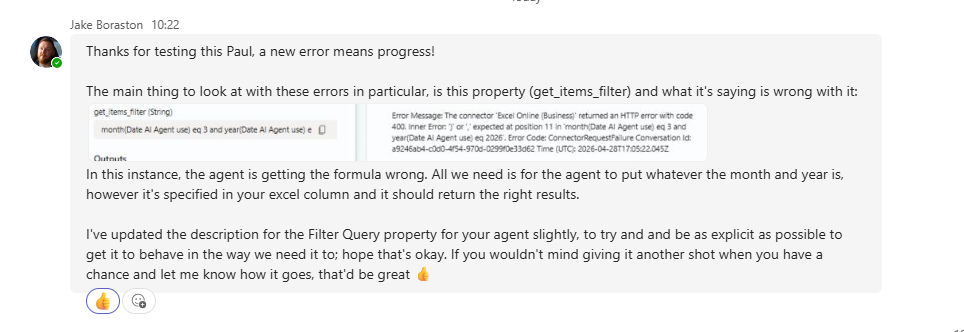 Jake Boraston 10:22
Thanks for testing this Paul, a new error means progress!
The main thing to look at with these errors in particular, is this property (get_items_filter) and what it's saying is wrong with it:
get_items_filter (String)
month(Date AI Agent use) eq 3 and year(Date AI Agent use) e
Outputs
Error Message: The connector 'Excel Online (Business)' returned an HTTP error with code
400. Inner Error: ')' or ',' expected at position 11 in 'month(Date AI Agent use) eq 3 and
year(Date AI Agent use) eq 2026'. Error Code: ConnectorRequestFailure Conversation Id:
a9246ab4-c0d0-4f54-970d-0299f0e33d62 Time (UTC): 2026-04-28T17:05:22.045Z
In this instance, the agent is getting the formula wrong. All we need is for the agent to put whatever the month and year is,
however it's specified in your excel column and it should return the right results.
I've updated the description for the Filter Query property for your agent slightly, to try and and be as explicit as possible to
get it to behave in the way we need it to; hope that's okay. If you wouldn't mind giving it another shot when you have a
chance and let me know how it goes, that'd be great 👍